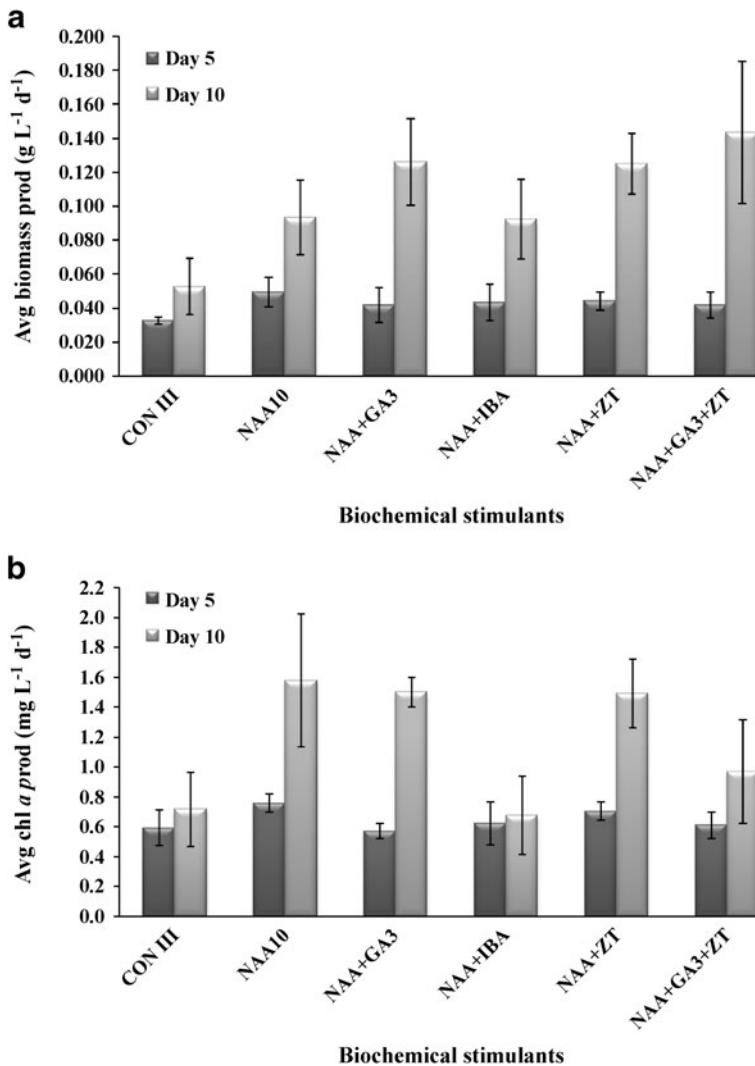 a
0.200
0.180
0.160
0.140
0.120
0.100
0.080
0.060
0.040
0.020
0.000
Avg biomass prod (g L⁻¹ d⁻¹)
Day 5
Day 10
CON III
NAA10
NAA+GA3
NAA+IBA
NAA+ZT
NAA+GA3+ZT
Biochemical stimulants
b
2.2
2.0
1.8
1.6
1.4
1.2
1.0
0.8
0.6
0.4
0.2
0.0
Avg chl a prod (mg L⁻¹ d⁻¹)
Day 5
Day 10
CON III
NAA10
NAA+GA3
NAA+IBA
NAA+ZT
NAA+GA3+ZT
Biochemical stimulants